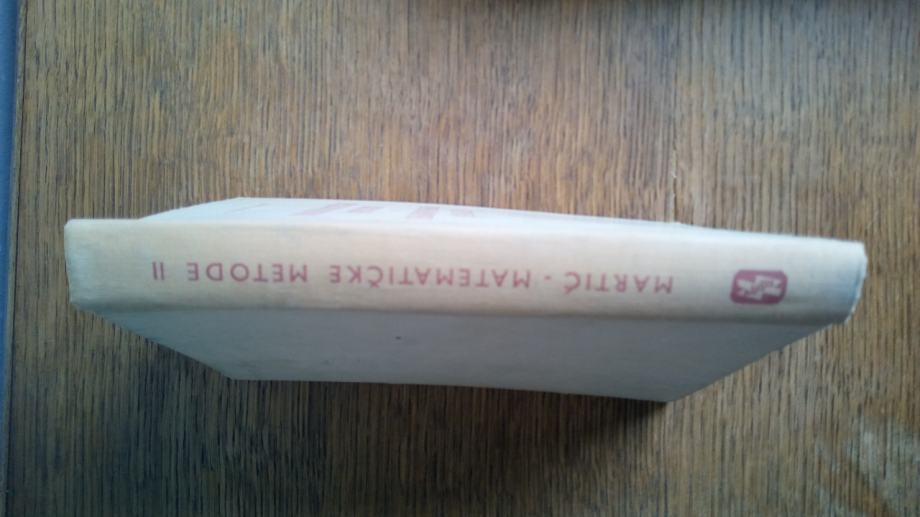 MARTIĆ - MATEMATIČKE METODE II